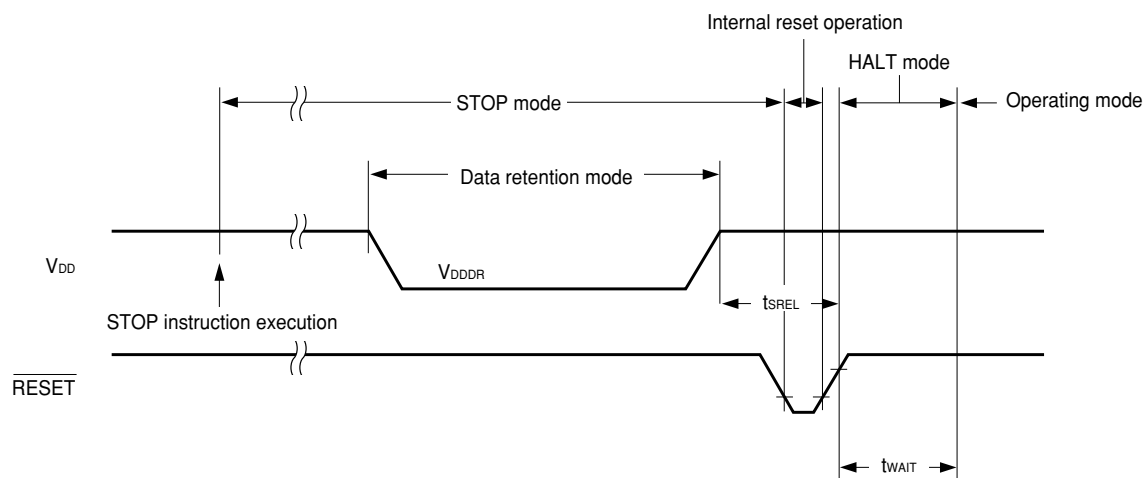 Internal reset operation
HALT mode
STOP mode
Operating mode
Data retention mode
VDD
VDDDR
tSREL
STOP instruction execution
RESET
tWAIT